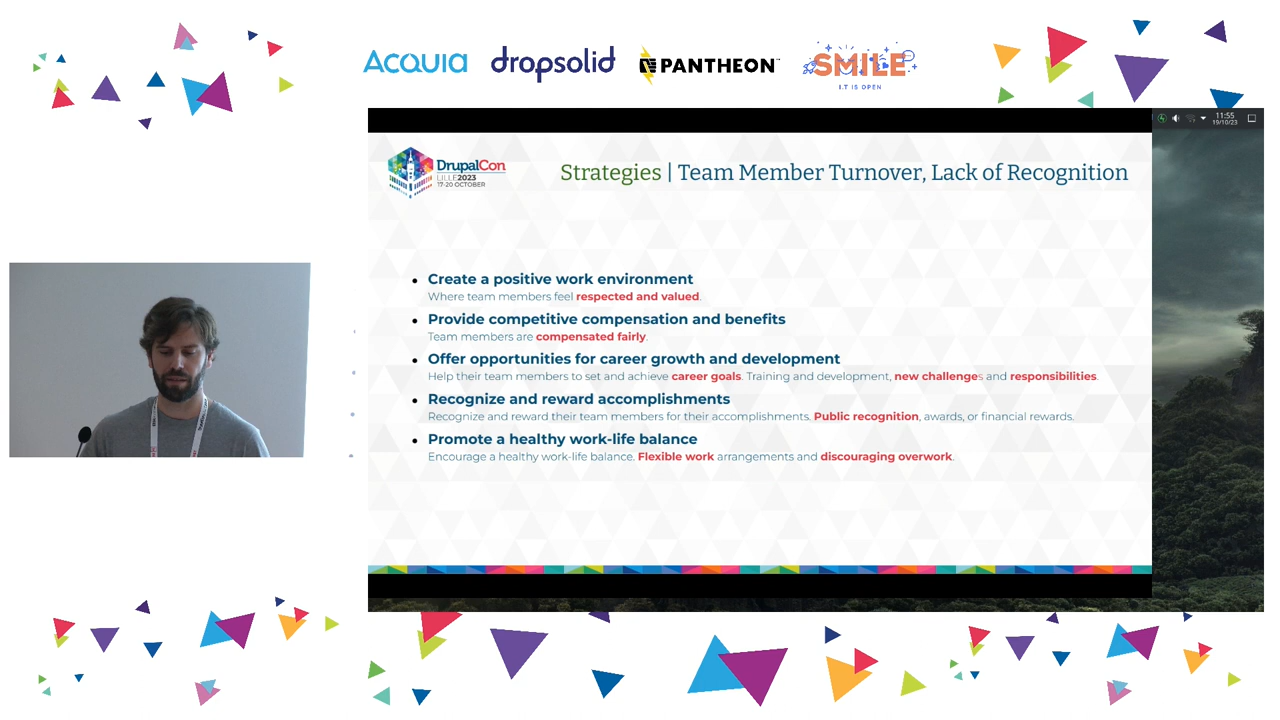 Acquia
dropsolid
PANTHEON
SMILE
I.T IS OPEN
11:55
19/10/23
DrupalCon
LILLE2023
17-20 OCTOBER
Strategies | Team Member Turnover, Lack of Recognition
• Create a positive work environment
Where team members feel respected and valued.
• Provide competitive compensation and benefits
Team members are compensated fairly.
• Offer opportunities for career growth and development
Help their team members to set and achieve career goals. Training and development, new challenges and responsibilities.
• Recognize and reward accomplishments
Recognize and reward their team members for their accomplishments. Public recognition, awards, or financial rewards.
• Promote a healthy work-life balance
Encourage a healthy work-life balance. Flexible work arrangements and discouraging overwork.